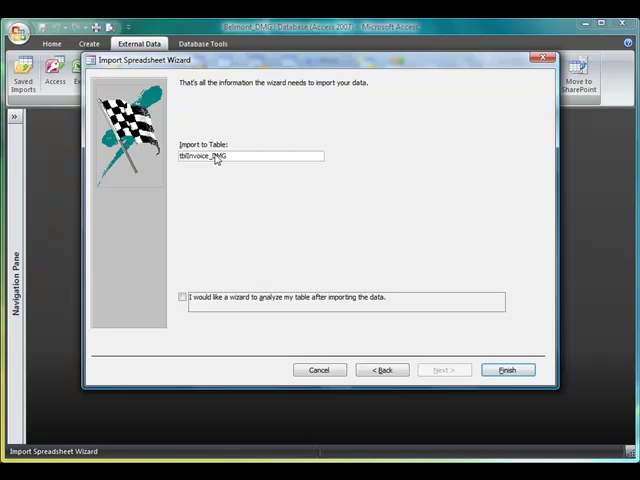 Belmont_DMG : Database (Access 2007) - Microsoft Access
Home Create External Data Database Tools
Saved Imports
Access
Move to SharePoint
Import Spreadsheet Wizard
That's all the information the wizard needs to import your data.
Import to Table:
tblInvoice_DMG
I would like a wizard to analyze my table after importing the data.
Cancel < Back Next > Finish
Navigation Pane
Import Spreadsheet Wizard